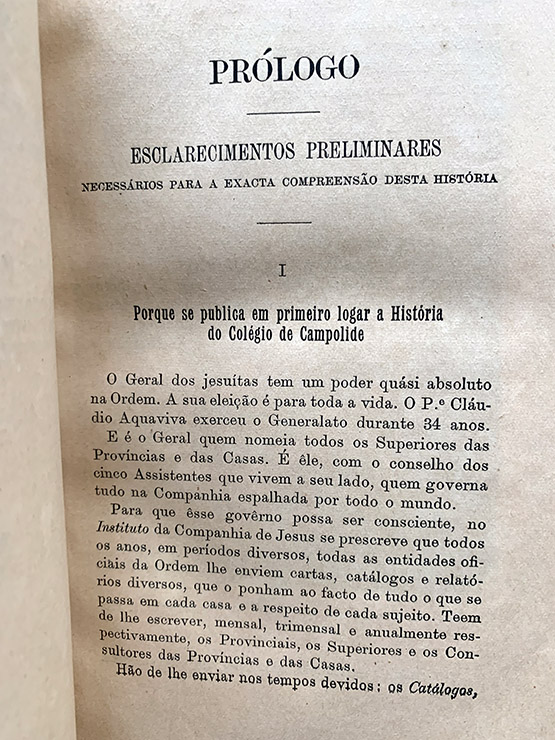 PRÓLOGO
ESCLARECIMENTOS PRELIMINARES
NECESSÁRIOS PARA A EXACTA COMPREENSÃO DESTA HISTÓRIA
I
Porque se publica em primeiro logar a História
do Colégio de Campolide
O Geral dos jesuítas tem um poder quási absoluto
na Ordem. A sua eleição é para toda a vida. O P.e Cláu-
dio Aquaviva exerceu o Generalato durante 34 anos.
E é o Geral quem nomeia todos os Superiores das
Províncias e das Casas. É êle, com o conselho dos
cinco Assistentes que vivem a seu lado, quem governa
tudo na Companhia espalhada por todo o mundo.
Para que êsse govêrno possa ser consciente, no
Instituto da Companhia de Jesus se prescreve que todos
os anos, em períodos diversos, todas as entidades ofi-
ciais da Ordem lhe enviem cartas, catálogos e relató-
rios diversos, que o ponham ao facto de tudo o que se
passa em cada casa e a respeito de cada sujeito. Teem
de lhe escrever, mensal, trimensal e anualmente res-
pectivamente, os Provinciais, os Superiores e os Con-
sultores das Províncias e das Casas.
Hão de lhe enviar nos tempos devidos: os Catálogos,